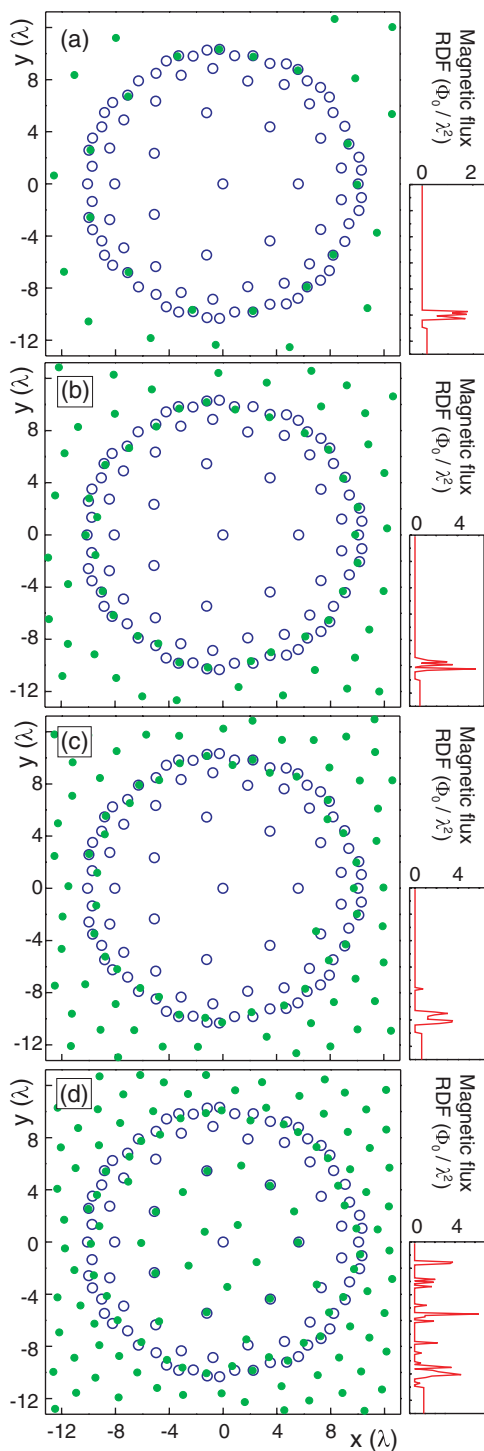 (a)
y (λ)
8
4
0
-4
-8
-12
Magnetic flux
RDF (Φ₀ / λ²)
0 2
(b)
y (λ)
8
4
0
-4
-8
-12
Magnetic flux
RDF (Φ₀ / λ²)
0 4
(c)
y (λ)
8
4
0
-4
-8
-12
Magnetic flux
RDF (Φ₀ / λ²)
0 4
(d)
y (λ)
8
4
0
-4
-8
-12
Magnetic flux
RDF (Φ₀ / λ²)
0 4
-12 -8 -4 0 4 8 12
x (λ)